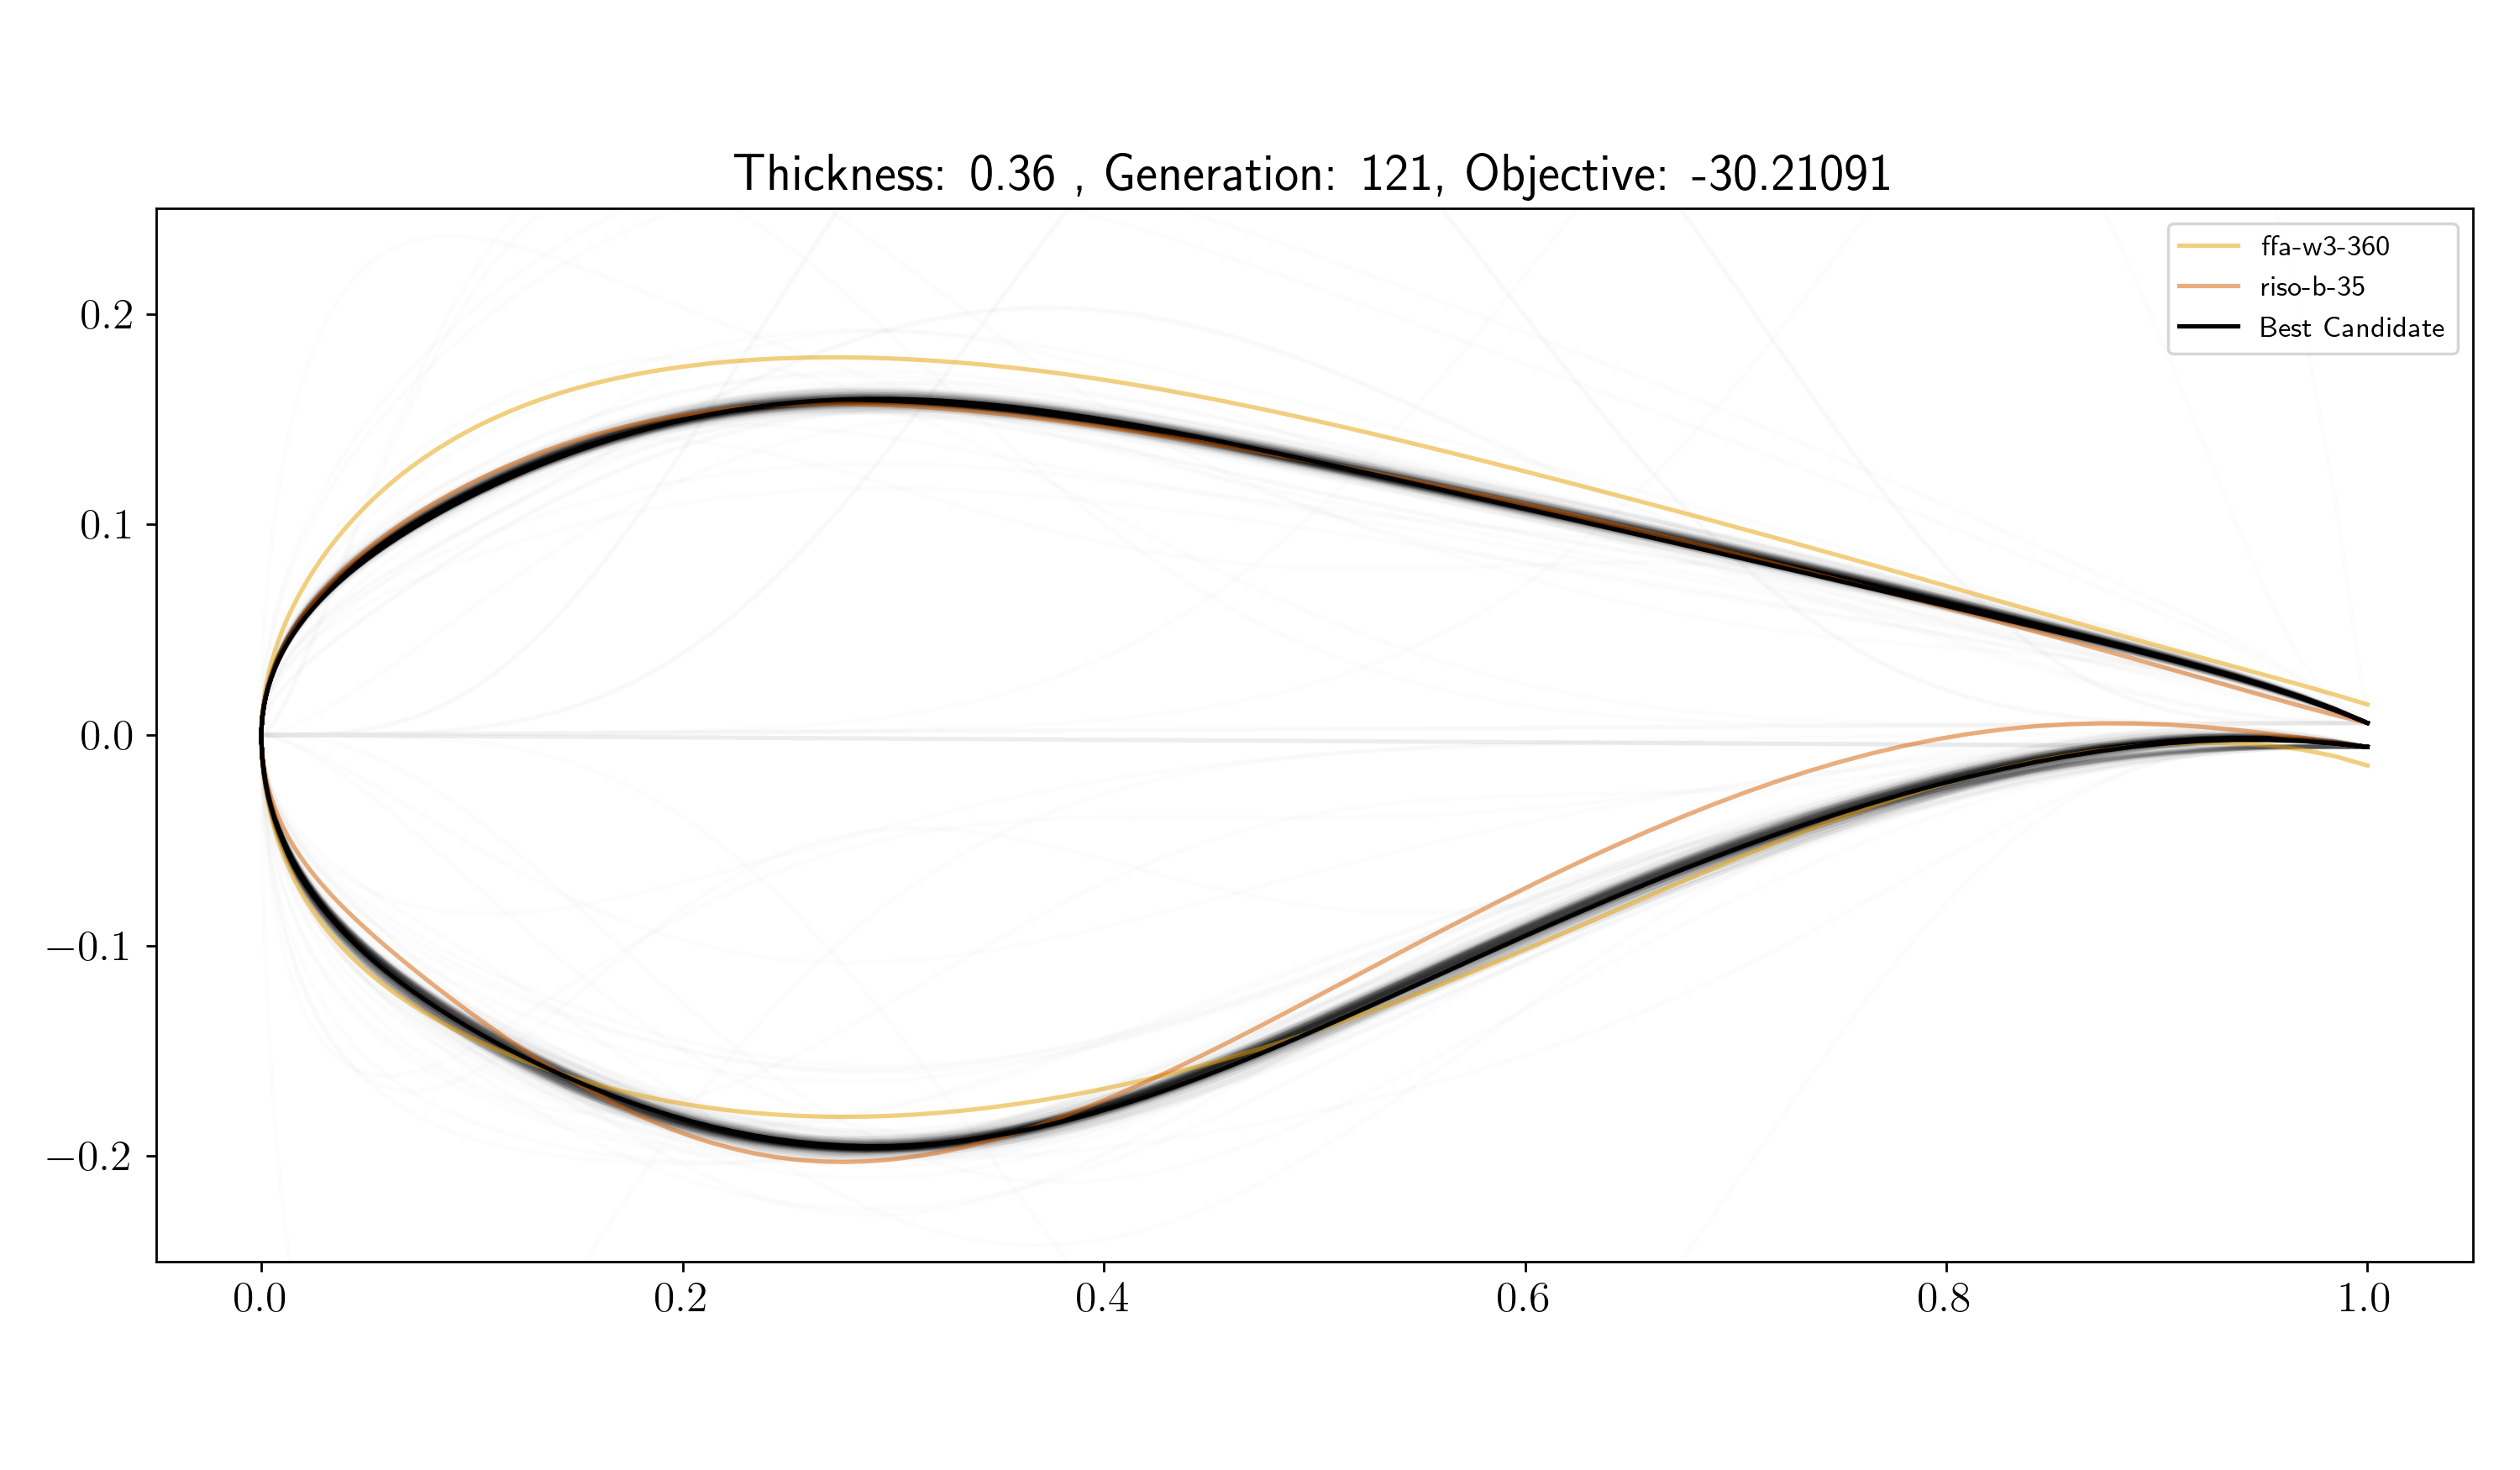 Thickness: 0.36 , Generation: 121, Objective: -30.21091
ffa-w3-360
riso-b-35
Best Candidate
0.2
0.1
0.0
−0.1
−0.2
0.0 0.2 0.4 0.6 0.8 1.0